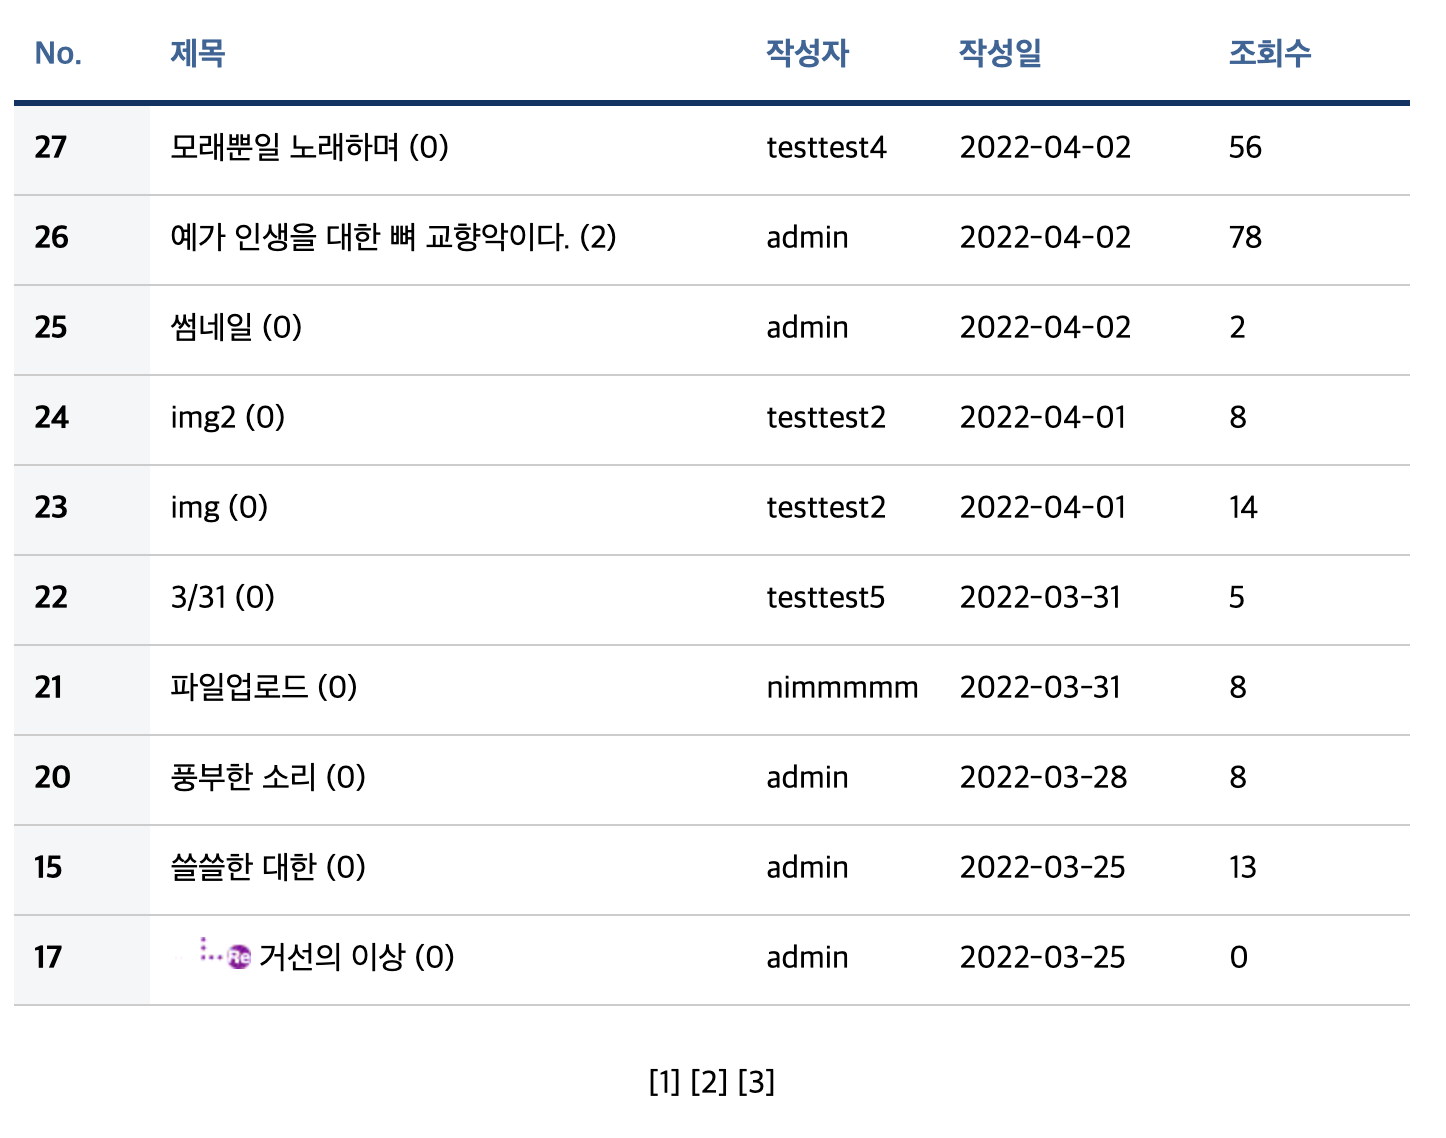 No. 제목 작성자 작성일 조회수
27 모래뿐일 노래하며 (0) testtest4 2022-04-02 56
26 예가 인생을 대한 뼈 교향악이다. (2) admin 2022-04-02 78
25 썸네일 (0) admin 2022-04-02 2
24 img2 (0) testtest2 2022-04-01 8
23 img (0) testtest2 2022-04-01 14
22 3/31 (0) testtest5 2022-03-31 5
21 파일업로드 (0) nimmmmm 2022-03-31 8
20 풍부한 소리 (0) admin 2022-03-28 8
15 쓸쓸한 대한 (0) admin 2022-03-25 13
17 Re 거선의 이상 (0) admin 2022-03-25 0
[1] [2] [3]